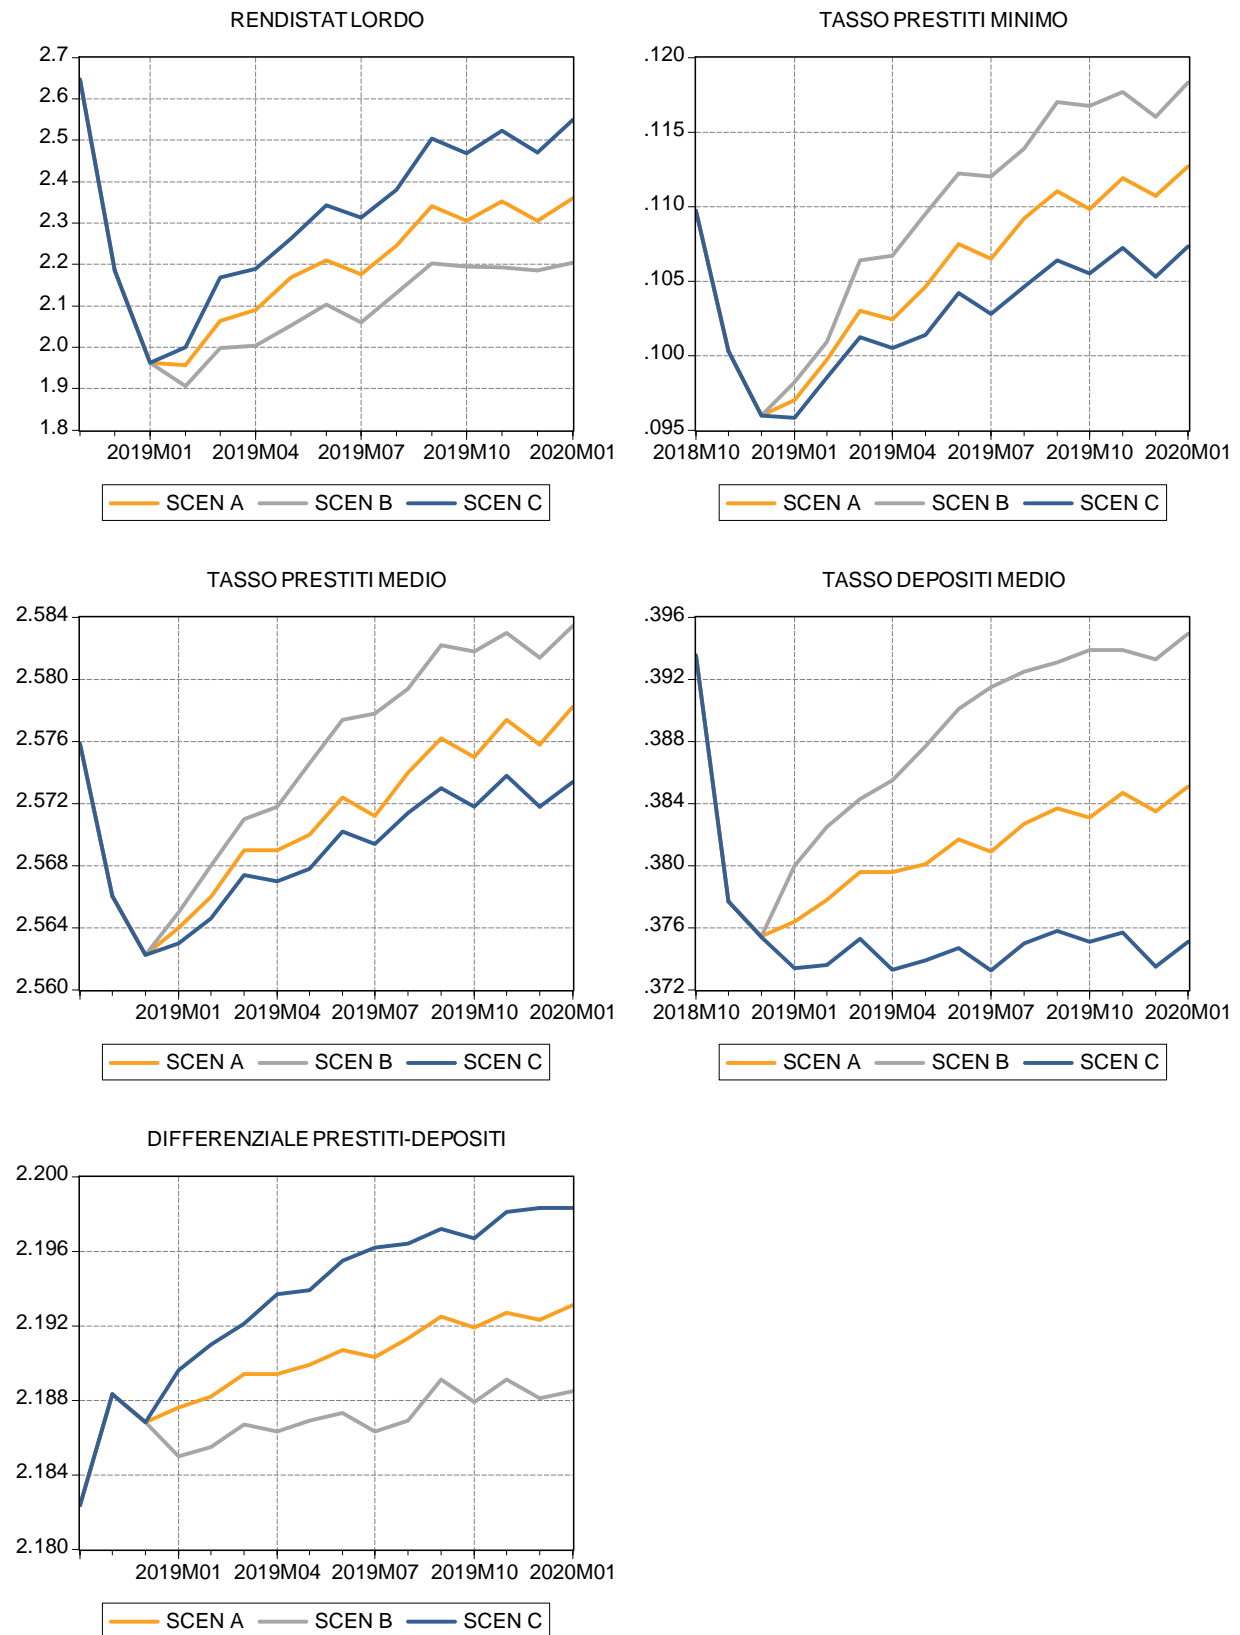 RENDISTAT LORDO
2.7
2.6
2.5
2.4
2.3
2.2
2.1
2.0
1.9
1.8
2019M01 2019M04 2019M07 2019M10 2020M01
SCEN A SCEN B SCEN C
TASSO PRESTITI MINIMO
.120
.115
.110
.105
.100
.095
2018M10 2019M01 2019M04 2019M07 2019M10 2020M01
SCEN A SCEN B SCEN C
TASSO PRESTITI MEDIO
2.584
2.580
2.576
2.572
2.568
2.564
2.560
2019M01 2019M04 2019M07 2019M10 2020M01
SCEN A SCEN B SCEN C
TASSO DEPOSITI MEDIO
.396
.392
.388
.384
.380
.376
.372
2018M10 2019M01 2019M04 2019M07 2019M10 2020M01
SCEN A SCEN B SCEN C
DIFFERENZIALE PRESTITI-DEPOSITI
2.200
2.196
2.192
2.188
2.184
2.180
2019M01 2019M04 2019M07 2019M10 2020M01
SCEN A SCEN B SCEN C